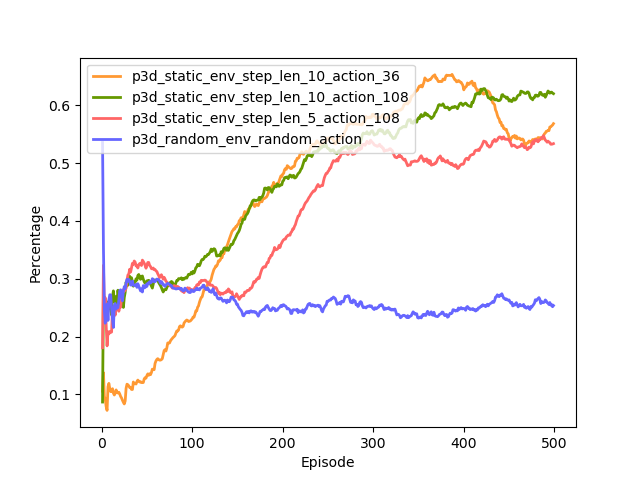 p3d_static_env_step_len_10_action_36
p3d_static_env_step_len_10_action_108
p3d_static_env_step_len_5_action_108
p3d_random_env_random_action
0.6
0.5
0.4
0.3
0.2
0.1
Percentage
0 100 200 300 400 500
Episode